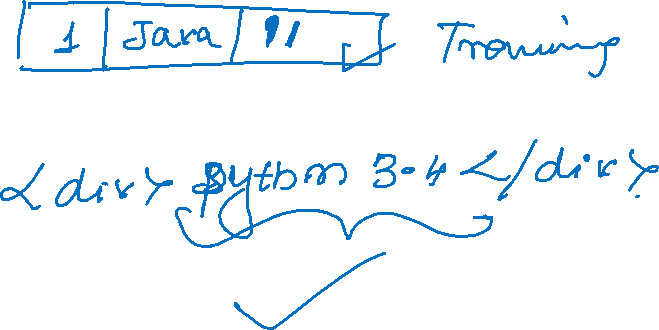 1 Java 11 Training
<div> python 3.4 </div>